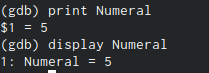 (gdb) print Numeral
$1 = 5
(gdb) display Numeral
1: Numeral = 5